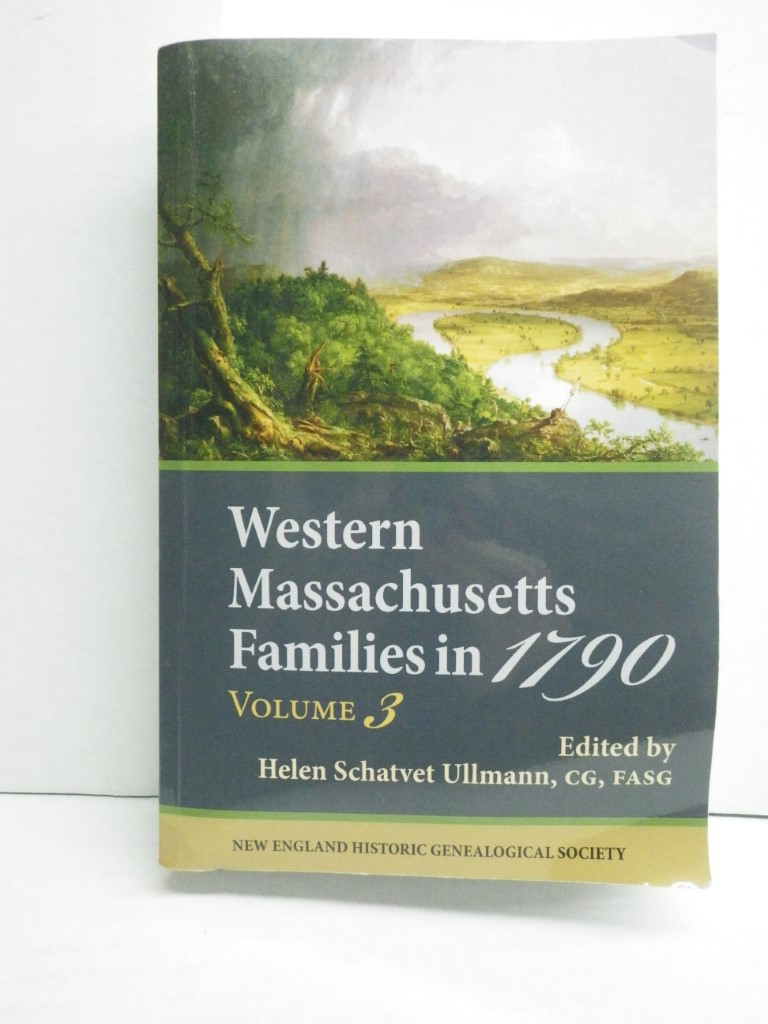 Western
Massachusetts
Families in 1790
VOLUME 3
Edited by
Helen Schatvet Ullmann, CG, FASG
NEW ENGLAND HISTORIC GENEALOGICAL SOCIETY